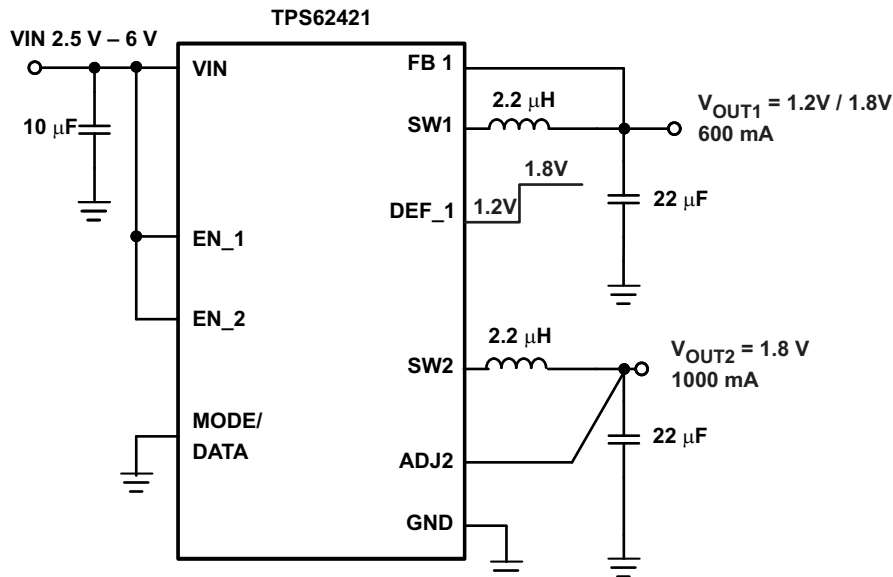 TPS62421
VIN 2.5 V – 6 V
VIN
FB 1
10 μF
2.2 μH
SW1
V_OUT1 = 1.2V / 1.8V
600 mA
1.8V
1.2V
DEF_1
22 μF
EN_1
EN_2
2.2 μH
SW2
V_OUT2 = 1.8 V
1000 mA
MODE/
DATA
22 μF
ADJ2
GND